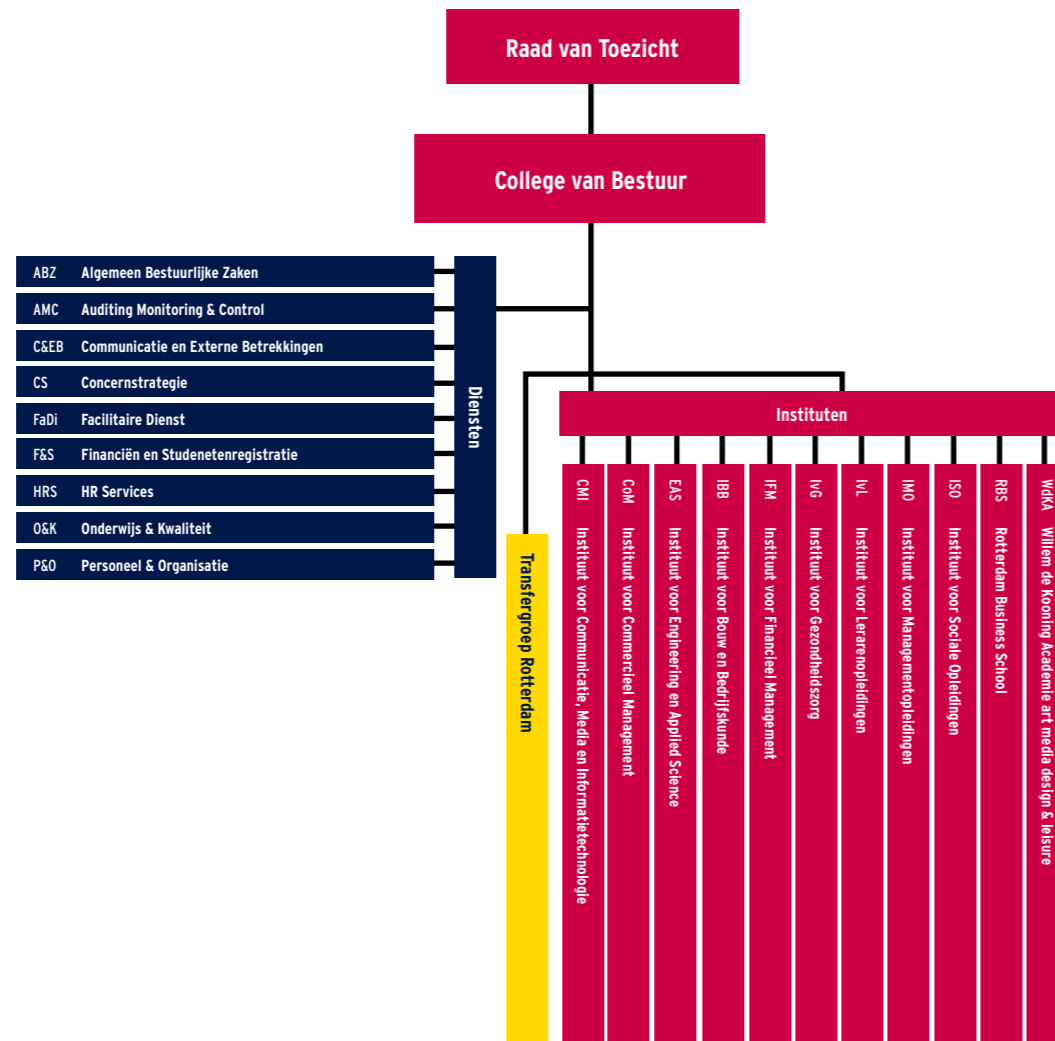 Raad van Toezicht
College van Bestuur
ABZ Algemeen Bestuurlijke Zaken
AMC Auditing Monitoring & Control
C&EB Communicatie en Externe Betrekkingen
CS Concernstrategie
FaDi Facilitaire Dienst
F&S Financiën en Studenetenregistratie
HRS HR Services
O&K Onderwijs & Kwaliteit
P&O Personeel & Organisatie
Diensten
Instituten
Transfergroep Rotterdam
CMI Instituut voor Communicatie, Media en Informatietechnologie
CoM Instituut voor Commercieel Management
EAS Instituut voor Engineering en Applied Science
IBB Instituut voor Bouw en Bedrijfskunde
IFM Instituut voor Financieel Management
IvG Instituut voor Gezondheidszorg
IvL Instituut voor Lerarenopleidingen
IMO Instituut voor Managementopleidingen
ISO Instituut voor Sociale Opleidingen
RBS Rotterdam Business School
WdKA Willem de Kooning Academie art media design & leisure